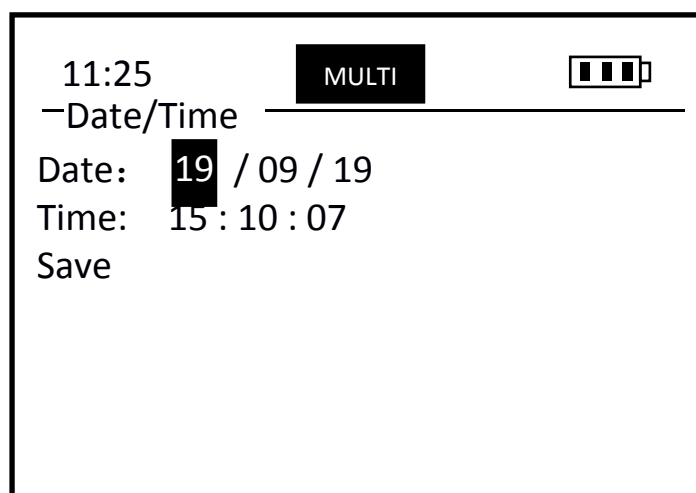 11:25 MULTI
Date/Time
Date： 19 / 09 / 19
Time: 15 : 10 : 07
Save